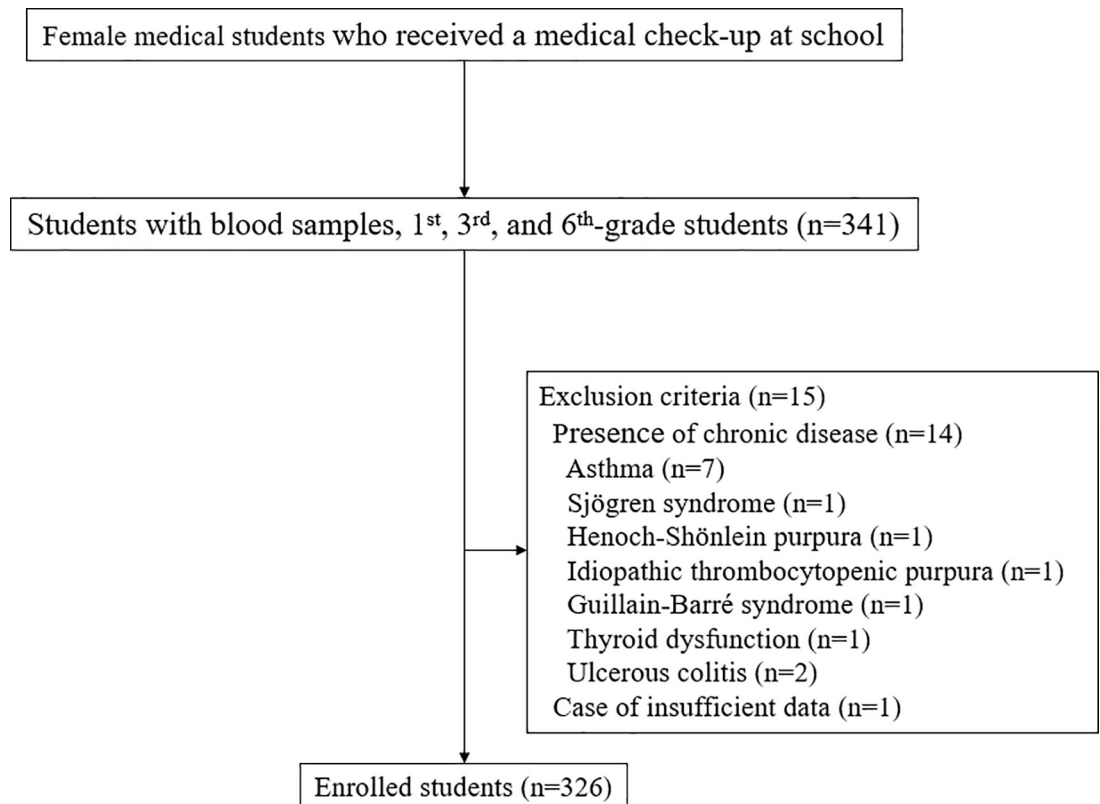 Female medical students who received a medical check-up at school
Students with blood samples, 1st, 3rd, and 6th-grade students (n=341)
Exclusion criteria (n=15)
Presence of chronic disease (n=14)
Asthma (n=7)
Sjögren syndrome (n=1)
Henoch-Shönlein purpura (n=1)
Idiopathic thrombocytopenic purpura (n=1)
Guillain-Barré syndrome (n=1)
Thyroid dysfunction (n=1)
Ulcerous colitis (n=2)
Case of insufficient data (n=1)
Enrolled students (n=326)